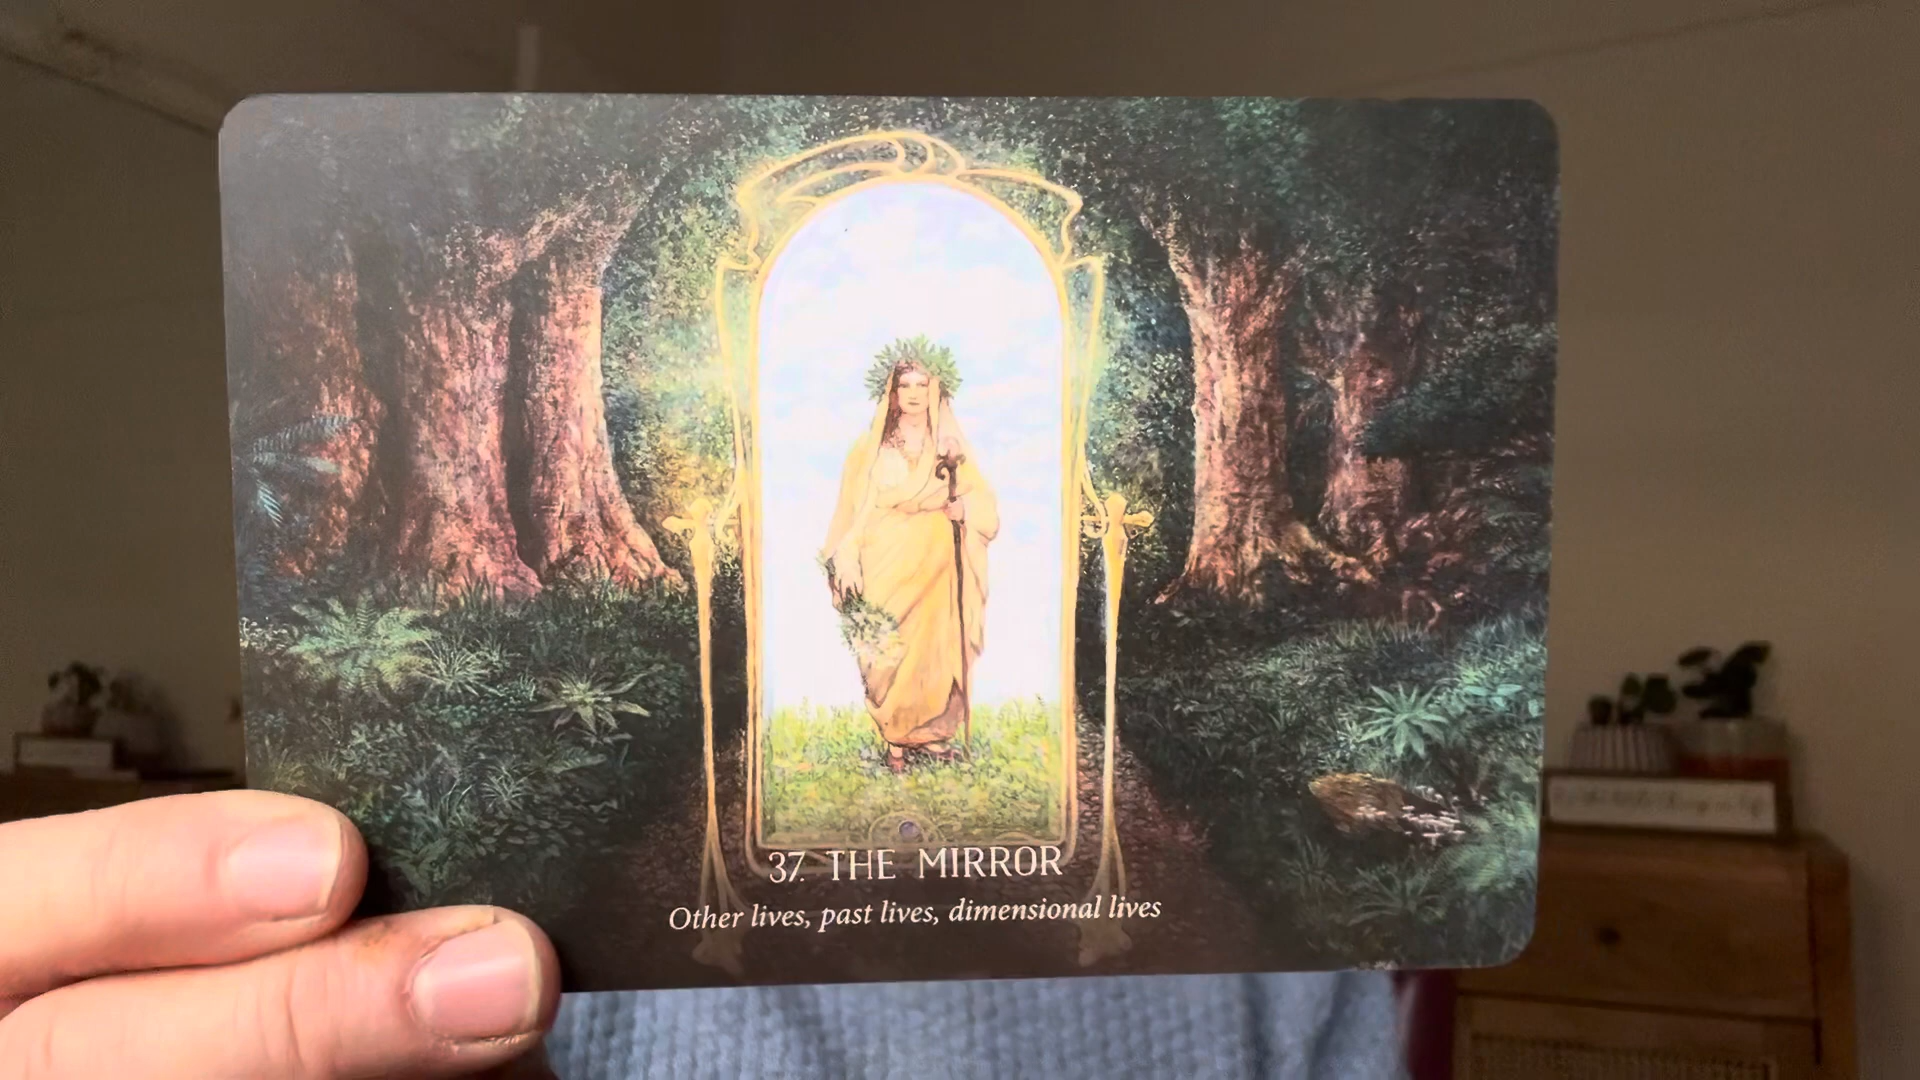 37. THE MIRROR
Other lives, past lives, dimensional lives